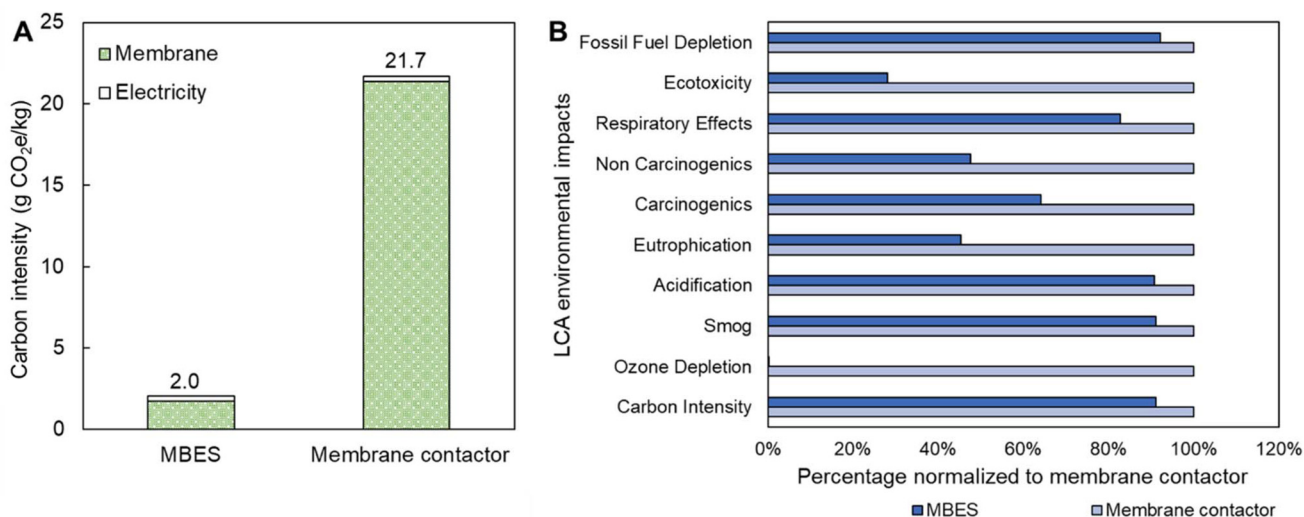 A
Carbon intensity (g CO₂e/kg)
25
20
15
10
5
0
Membrane
Electricity
2.0
21.7
MBES
Membrane contactor
B
LCA environmental impacts
Fossil Fuel Depletion
Ecotoxicity
Respiratory Effects
Non Carcinogenics
Carcinogenics
Eutrophication
Acidification
Smog
Ozone Depletion
Carbon Intensity
0% 20% 40% 60% 80% 100% 120%
Percentage normalized to membrane contactor
MBES Membrane contactor